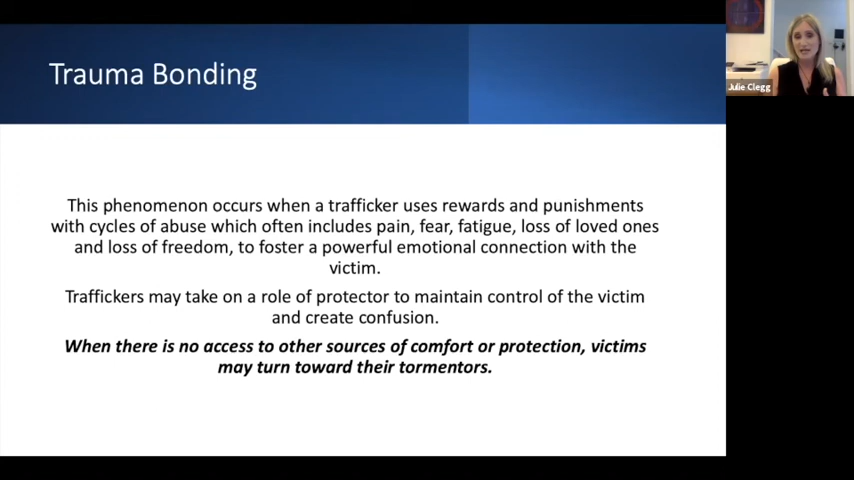 Trauma Bonding
Julie Clegg
This phenomenon occurs when a trafficker uses rewards and punishments
with cycles of abuse which often includes pain, fear, fatigue, loss of loved ones
and loss of freedom, to foster a powerful emotional connection with the
victim.
Traffickers may take on a role of protector to maintain control of the victim
and create confusion.
When there is no access to other sources of comfort or protection, victims
may turn toward their tormentors.